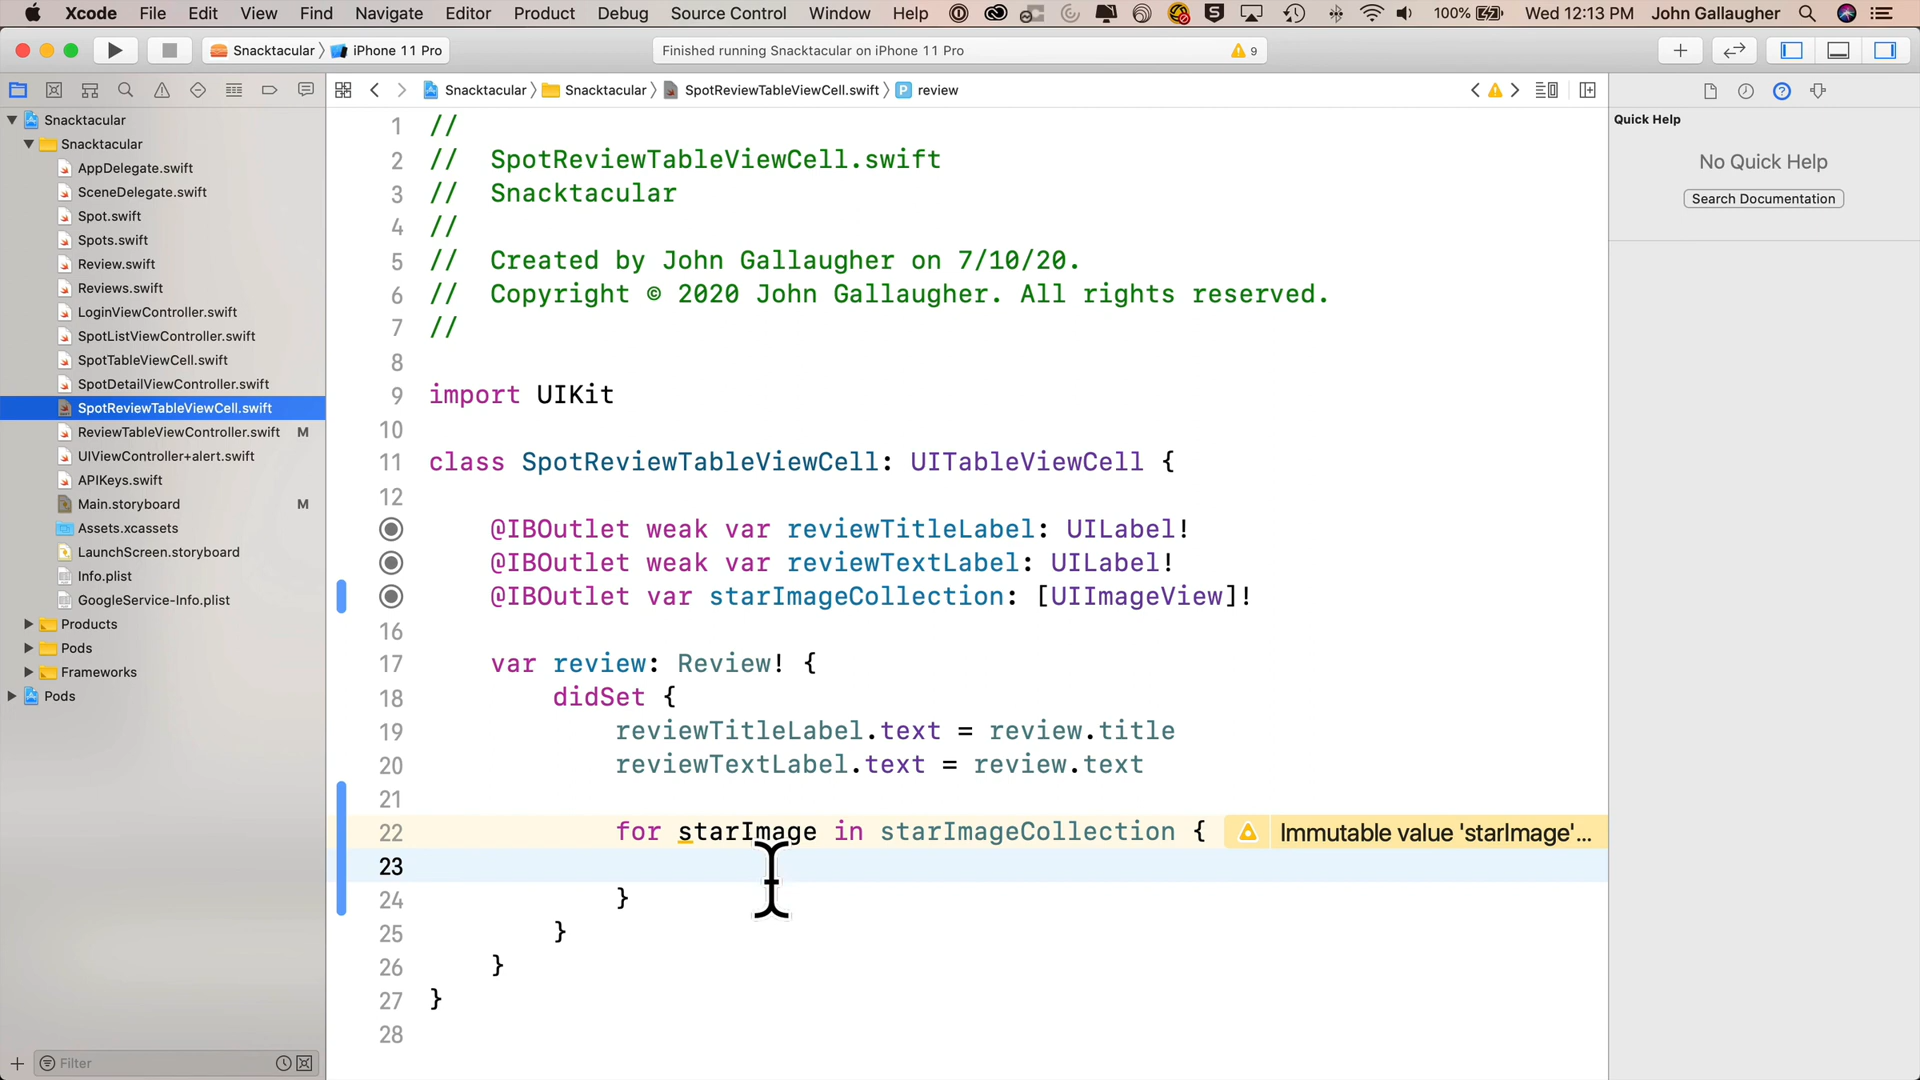 Xcode File Edit View Find Navigate Editor Product Debug Source Control Window Help 100% Wed 12:13 PM John Gallaugher
Snacktacular iPhone 11 Pro
Finished running Snacktacular on iPhone 11 Pro
9
Snacktacular Snacktacular SpotReviewTableViewCell.swift P review
Snacktacular
Snacktacular
AppDelegate.swift
SceneDelegate.swift
Spot.swift
Spots.swift
Review.swift
Reviews.swift
LoginViewController.swift
SpotListViewController.swift
SpotTableViewCell.swift
SpotDetailViewController.swift
SpotReviewTableViewCell.swift
ReviewTableViewController.swift M
UIViewController+alert.swift
APIKeys.swift
Main.storyboard M
Assets.xcassets
LaunchScreen.storyboard
Info.plist
GoogleService-Info.plist
Products
Pods
Frameworks
Pods
Filter
1 //
2 // SpotReviewTableViewCell.swift
3 // Snacktacular
4 //
5 // Created by John Gallaugher on 7/10/20.
6 // Copyright © 2020 John Gallaugher. All rights reserved.
7 //
8
9 import UIKit
10
11 class SpotReviewTableViewCell: UITableViewCell {
12
@IBOutlet weak var reviewTitleLabel: UILabel!
@IBOutlet weak var reviewTextLabel: UILabel!
@IBOutlet var starImageCollection: [UIImageView]!
16
17 var review: Review! {
18 didSet {
19 reviewTitleLabel.text = review.title
20 reviewTextLabel.text = review.text
21
22 for starImage in starImageCollection { Immutable value 'starImage'...
23
24 }
25 }
26 }
27 }
28
Quick Help
No Quick Help
Search Documentation